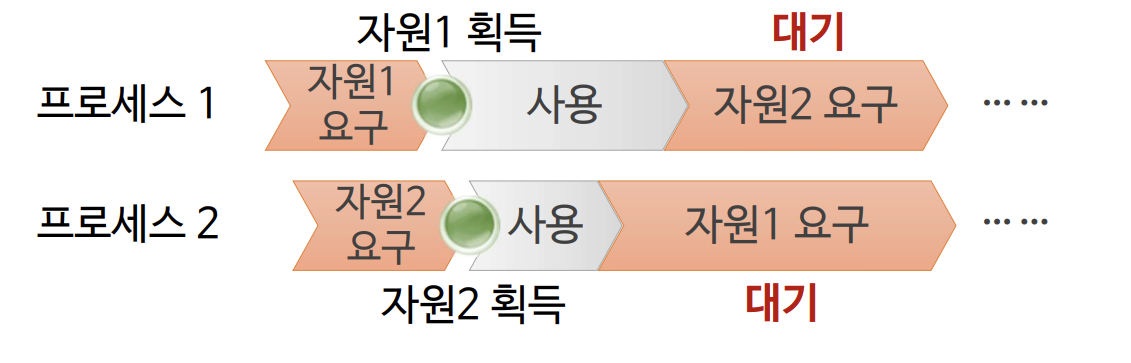 자원1 획득
대기
프로세스 1
자원1
요구
사용
자원2 요구
... ...
프로세스 2
자원2
요구
사용
자원1 요구
... ...
자원2 획득
대기